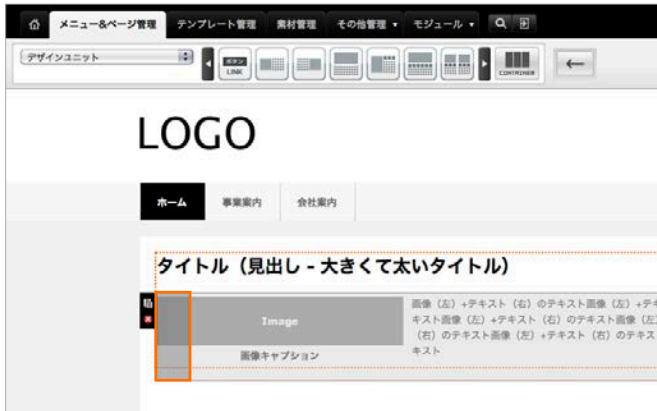 メニュー&ページ管理 テンプレート管理 素材管理 その他管理 ▾ モジュール ▾
デザインユニット
ボタン
LINK
CONTAINER
LOGO
ホーム 事業案内 会社案内
タイトル（見出し - 大きくて太いタイトル）
Image
画像キャプション
画像（左）+テキスト（右）のテキスト画像（左）+テキ
キスト画像（左）+テキスト（右）のテキスト画像（左）
（右）のテキスト画像（左）+テキスト（右）のテキス
キスト